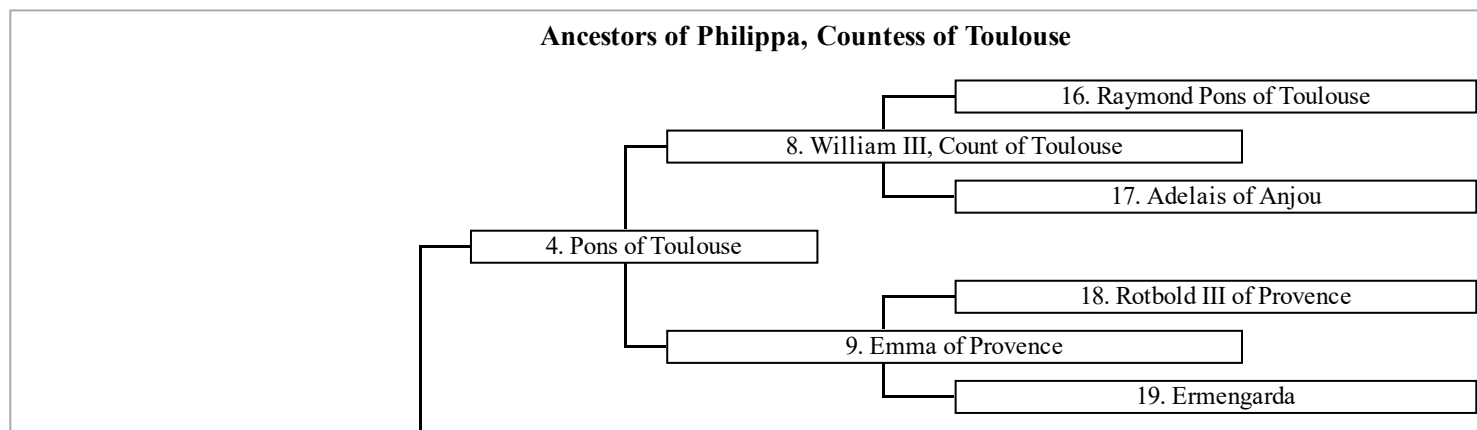 Ancestors of Philippa, Countess of Toulouse
16. Raymond Pons of Toulouse
8. William III, Count of Toulouse
17. Adelais of Anjou
4. Pons of Toulouse
18. Rotbold III of Provence
9. Emma of Provence
19. Ermengarda